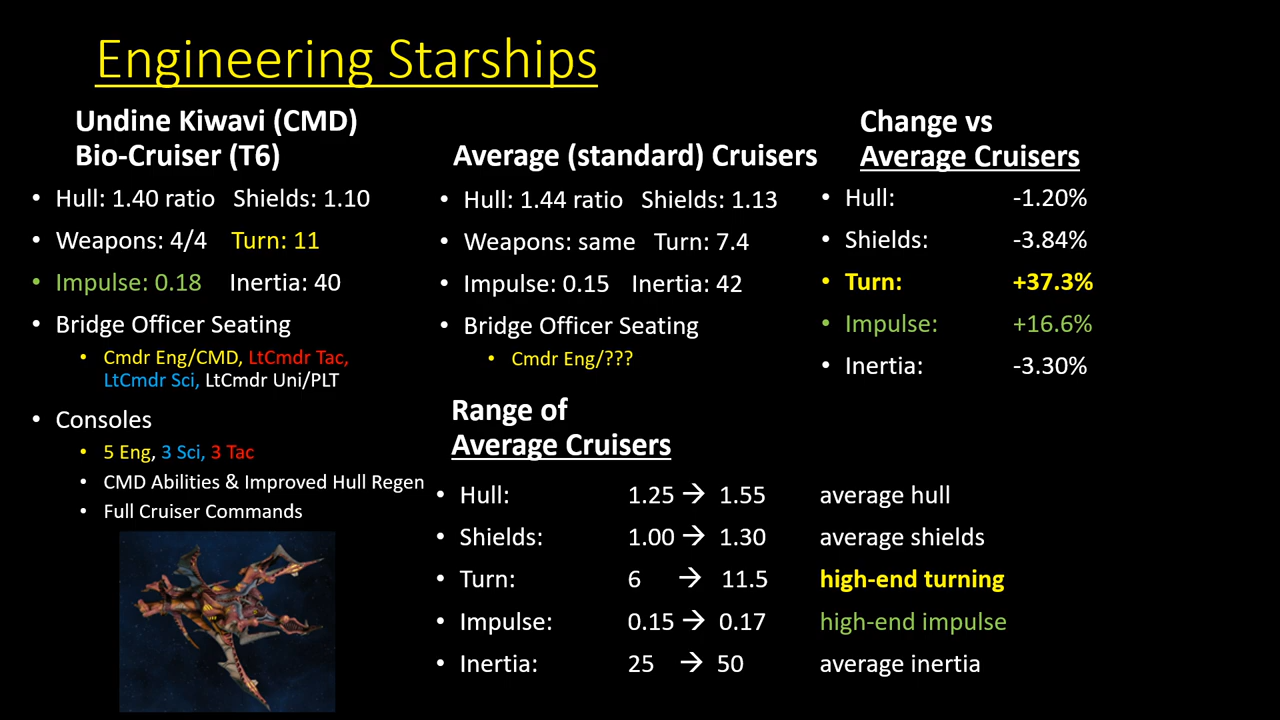 Engineering Starships
Undine Kiwavi (CMD)
Bio-Cruiser (T6)
• Hull: 1.40 ratio Shields: 1.10
• Weapons: 4/4 Turn: 11
• Impulse: 0.18 Inertia: 40
• Bridge Officer Seating
• Cmdr Eng/CMD, LtCmdr Tac,
LtCmdr Sci, LtCmdr Uni/PLT
• Consoles
• 5 Eng, 3 Sci, 3 Tac
• CMD Abilities & Improved Hull Regen
• Full Cruiser Commands
Average (standard) Cruisers
• Hull: 1.44 ratio Shields: 1.13
• Weapons: same Turn: 7.4
• Impulse: 0.15 Inertia: 42
• Bridge Officer Seating
• Cmdr Eng/???
Change vs
Average Cruisers
• Hull: -1.20%
• Shields: -3.84%
• Turn: +37.3%
• Impulse: +16.6%
• Inertia: -3.30%
Range of
Average Cruisers
• Hull: 1.25 → 1.55 average hull
• Shields: 1.00 → 1.30 average shields
• Turn: 6 → 11.5 high-end turning
• Impulse: 0.15 → 0.17 high-end impulse
• Inertia: 25 → 50 average inertia